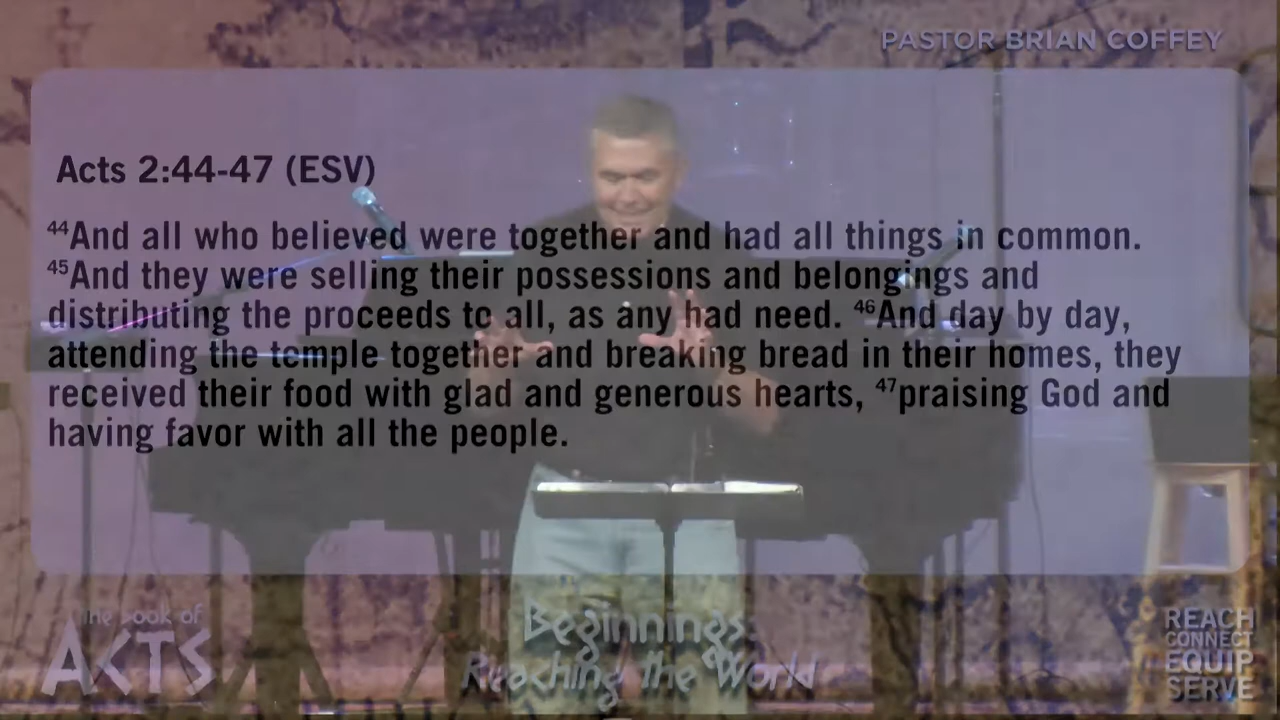 PASTOR BRIAN COFFEY
Acts 2:44-47 (ESV)
⁴⁴And all who believed were together and had all things in common.
⁴⁵And they were selling their possessions and belongings and
distributing the proceeds to all, as any had need. ⁴⁶And day by day,
attending the temple together and breaking bread in their homes, they
received their food with glad and generous hearts, ⁴⁷praising God and
having favor with all the people.
The Book of
ACTS
Beginnings:
Reaching the World
REACH
CONNECT
EQUIP
SERVE